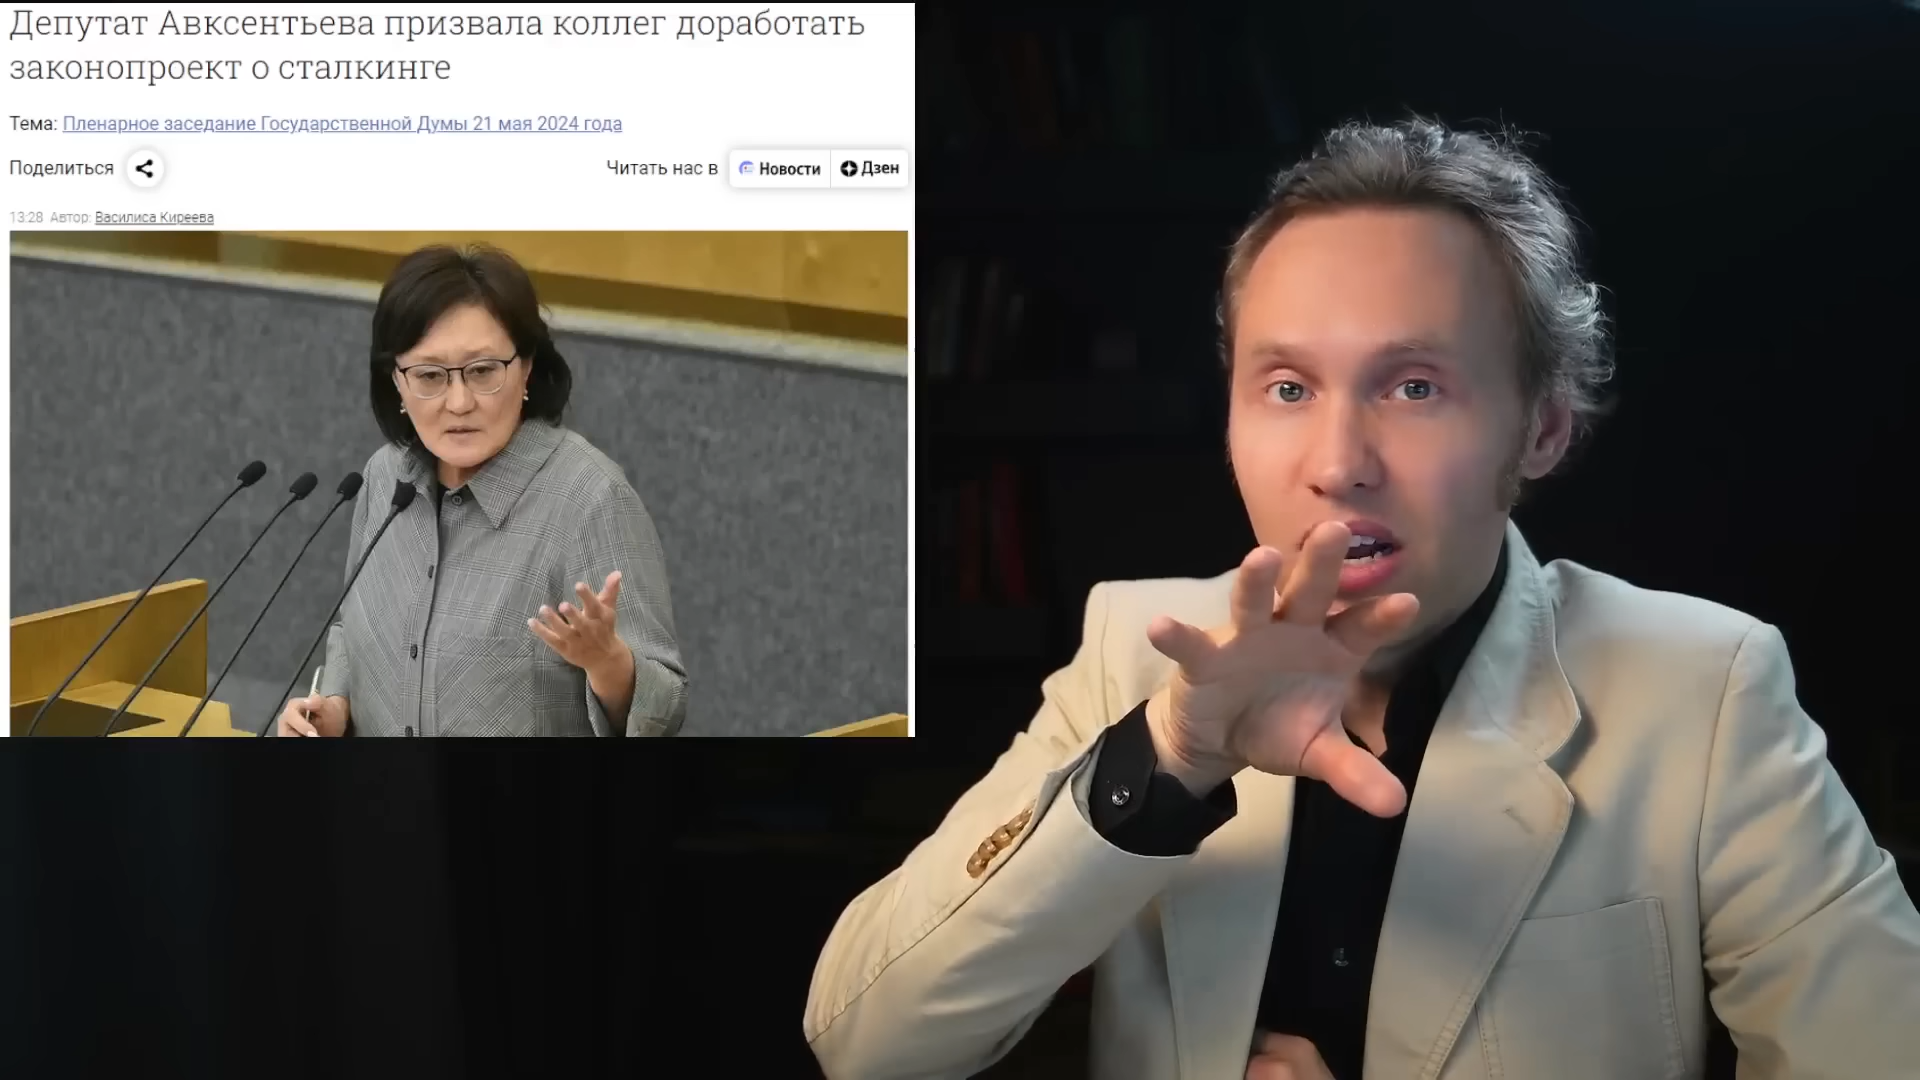 Депутат Авксентьева призвала коллег доработать
законопроект о сталкинге
Тема: Пленарное заседание Государственной Думы 21 мая 2024 года
Поделиться
Читать нас в Новости Дзен
13:28 Автор: Василиса Киреева